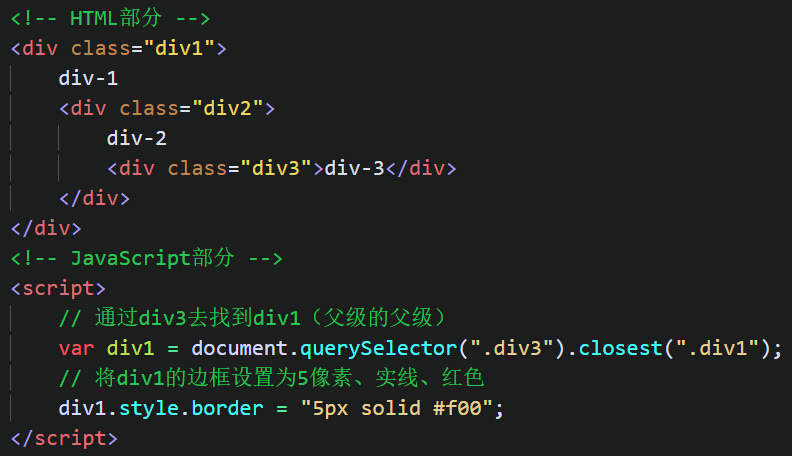 <!-- HTML部分 -->
<div class="div1">
    div-1
    <div class="div2">
        div-2
        <div class="div3">div-3</div>
    </div>
</div>
<!-- JavaScript部分 -->
<script>
    // 通过div3去找到div1（父级的父级）
    var div1 = document.querySelector(".div3").closest(".div1");
    // 将div1的边框设置为5像素、实线、红色
    div1.style.border = "5px solid #f00";
</script>